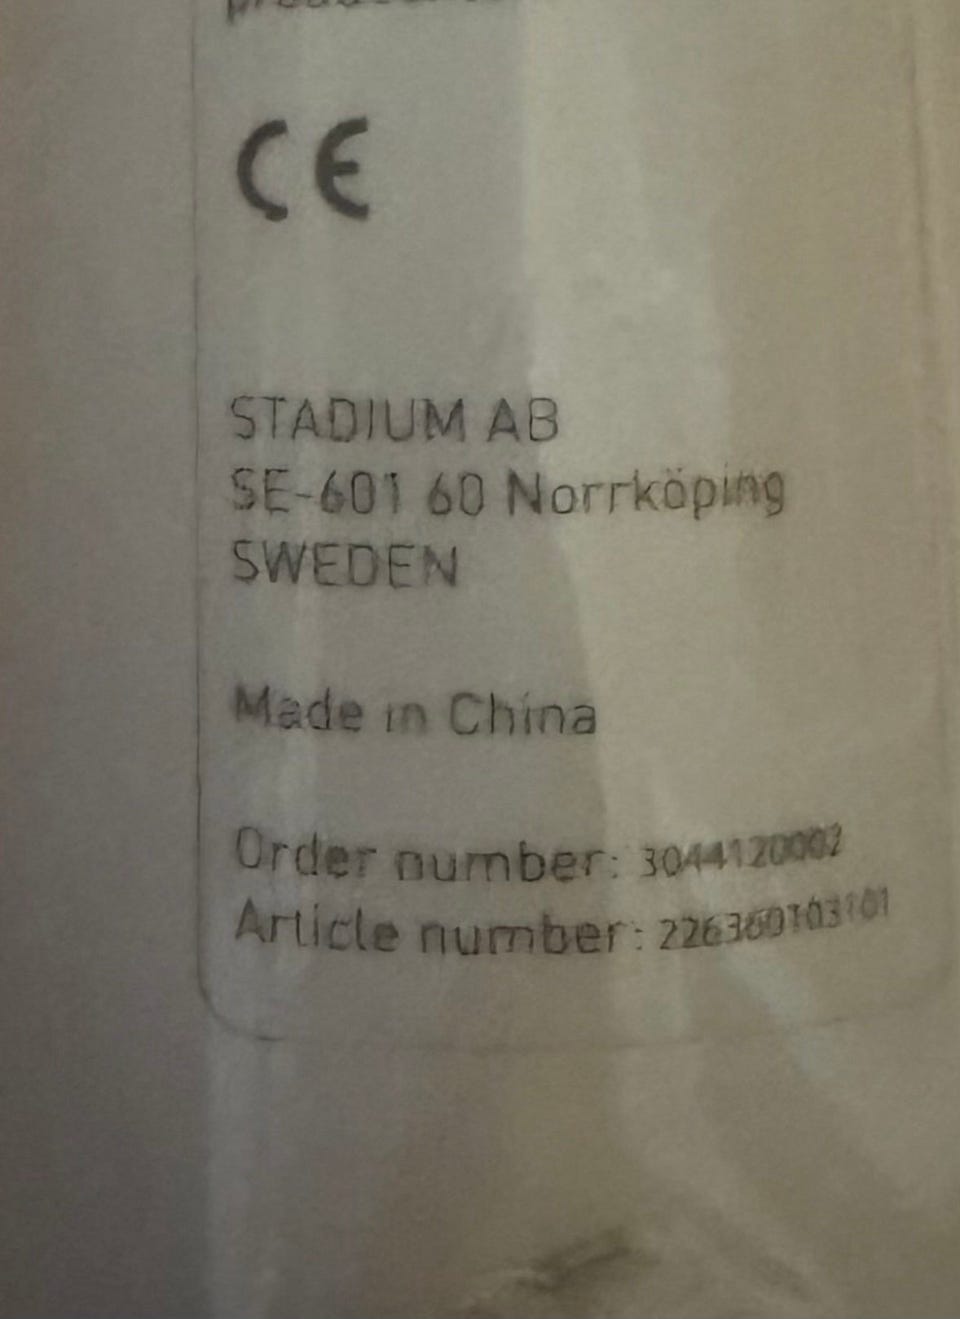 CE
STADIUM AB
SE-601 60 Norrköping
SWEDEN
Made in China
Order number: 3044120002
Article number: 226360103101